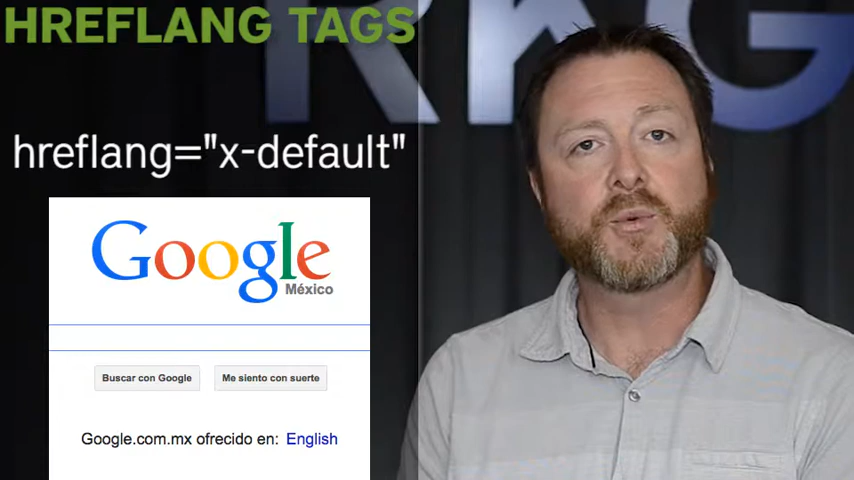 HREFLANG TAGS
RKG
hreflang="x-default"
Google
México
Buscar con Google
Me siento con suerte
Google.com.mx ofrecido en: English